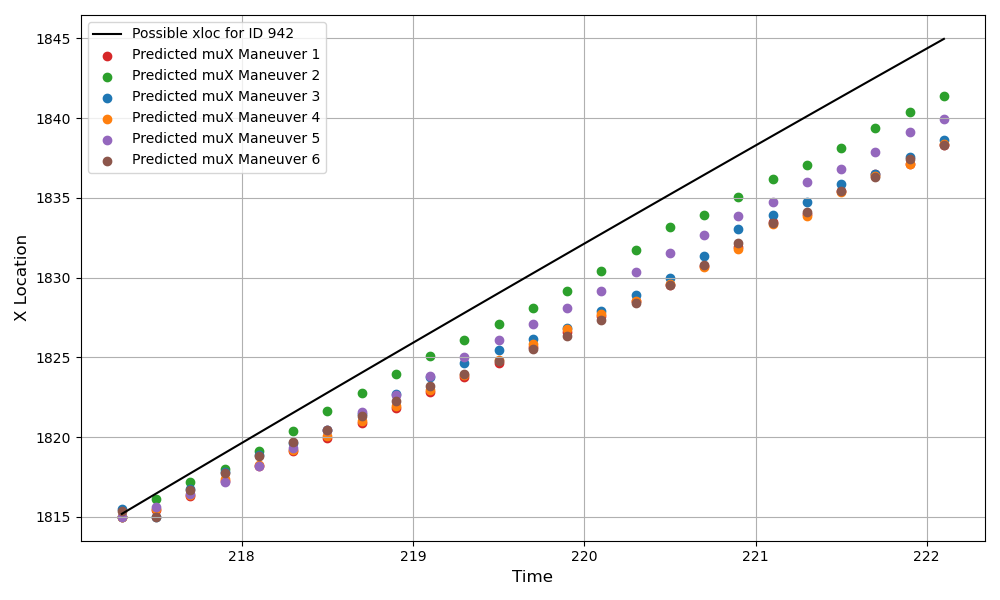 1845
1840
1835
1830
1825
1820
1815
X Location
Possible xloc for ID 942
Predicted muX Maneuver 1
Predicted muX Maneuver 2
Predicted muX Maneuver 3
Predicted muX Maneuver 4
Predicted muX Maneuver 5
Predicted muX Maneuver 6
218 219 220 221 222
Time